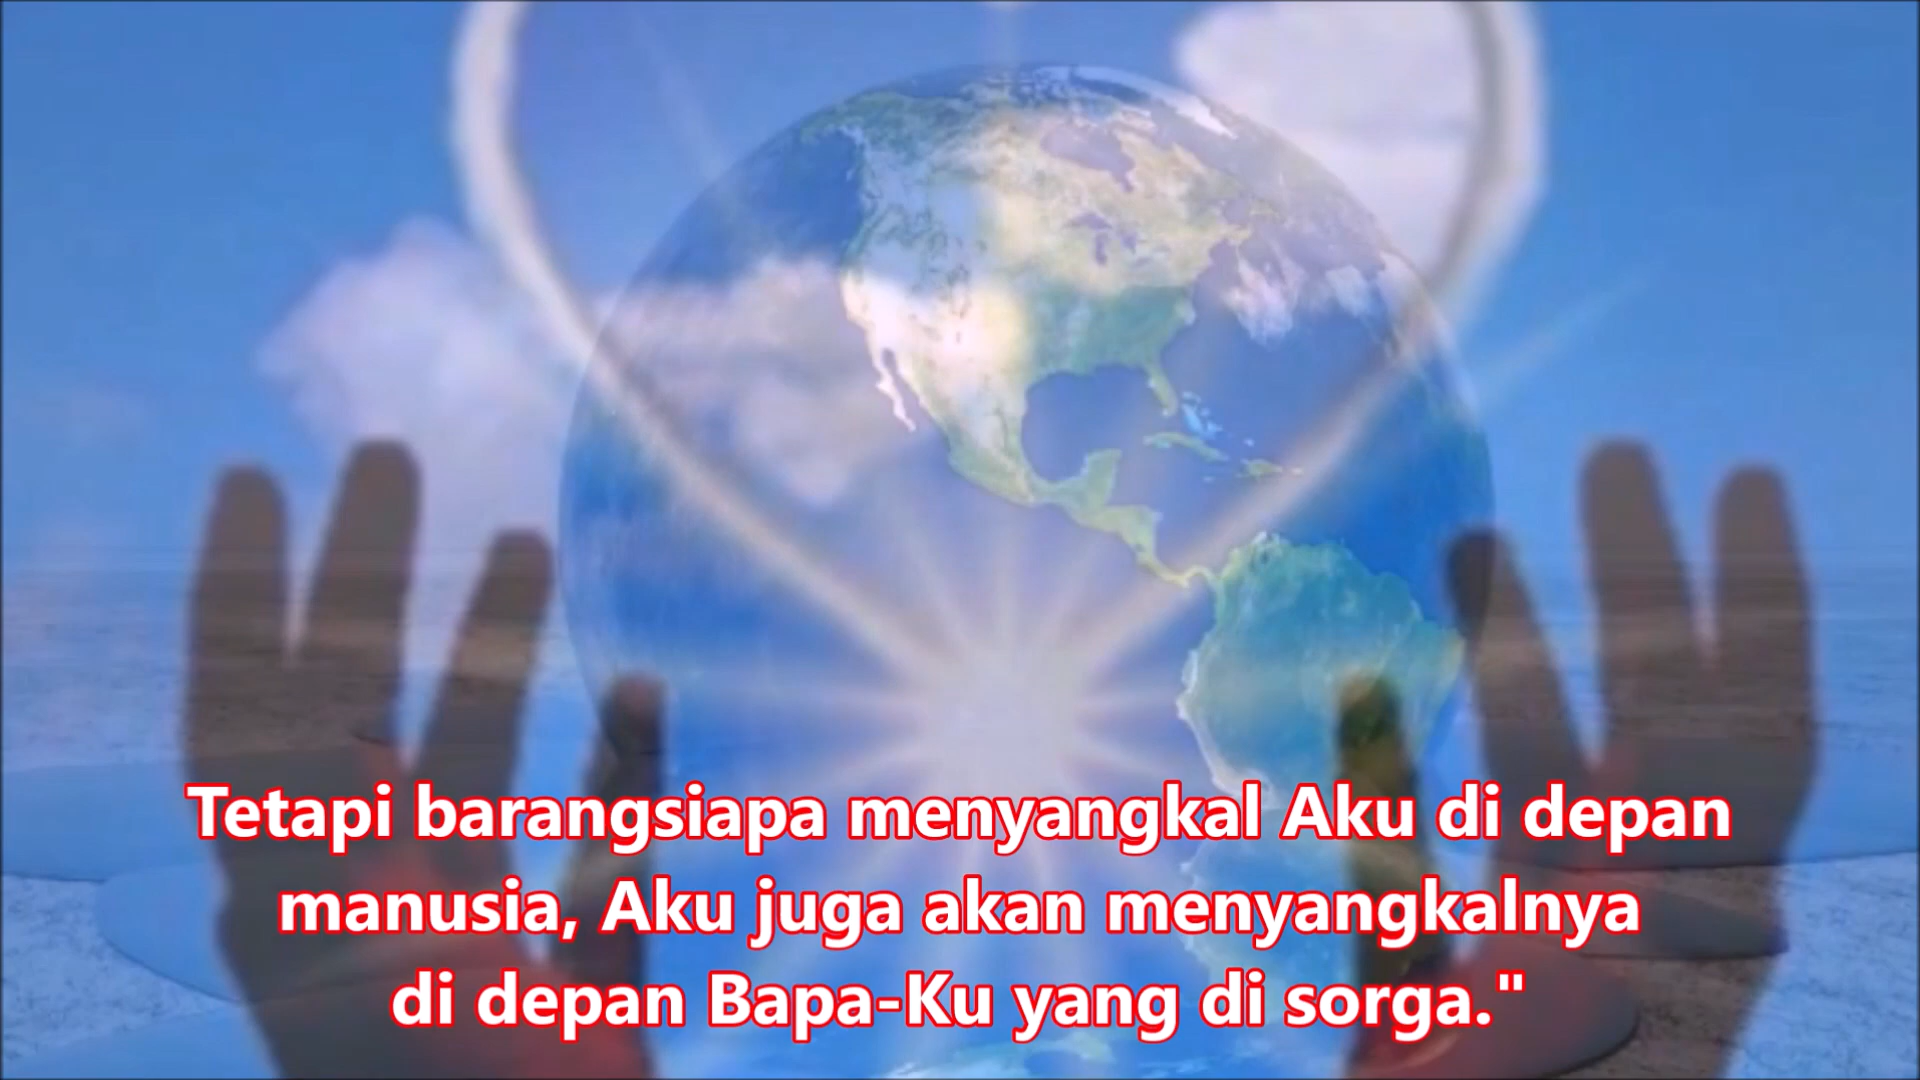 Tetapi barangsiapa menyangkal Aku di depan
manusia, Aku juga akan menyangkalnya
di depan Bapa-Ku yang di sorga."